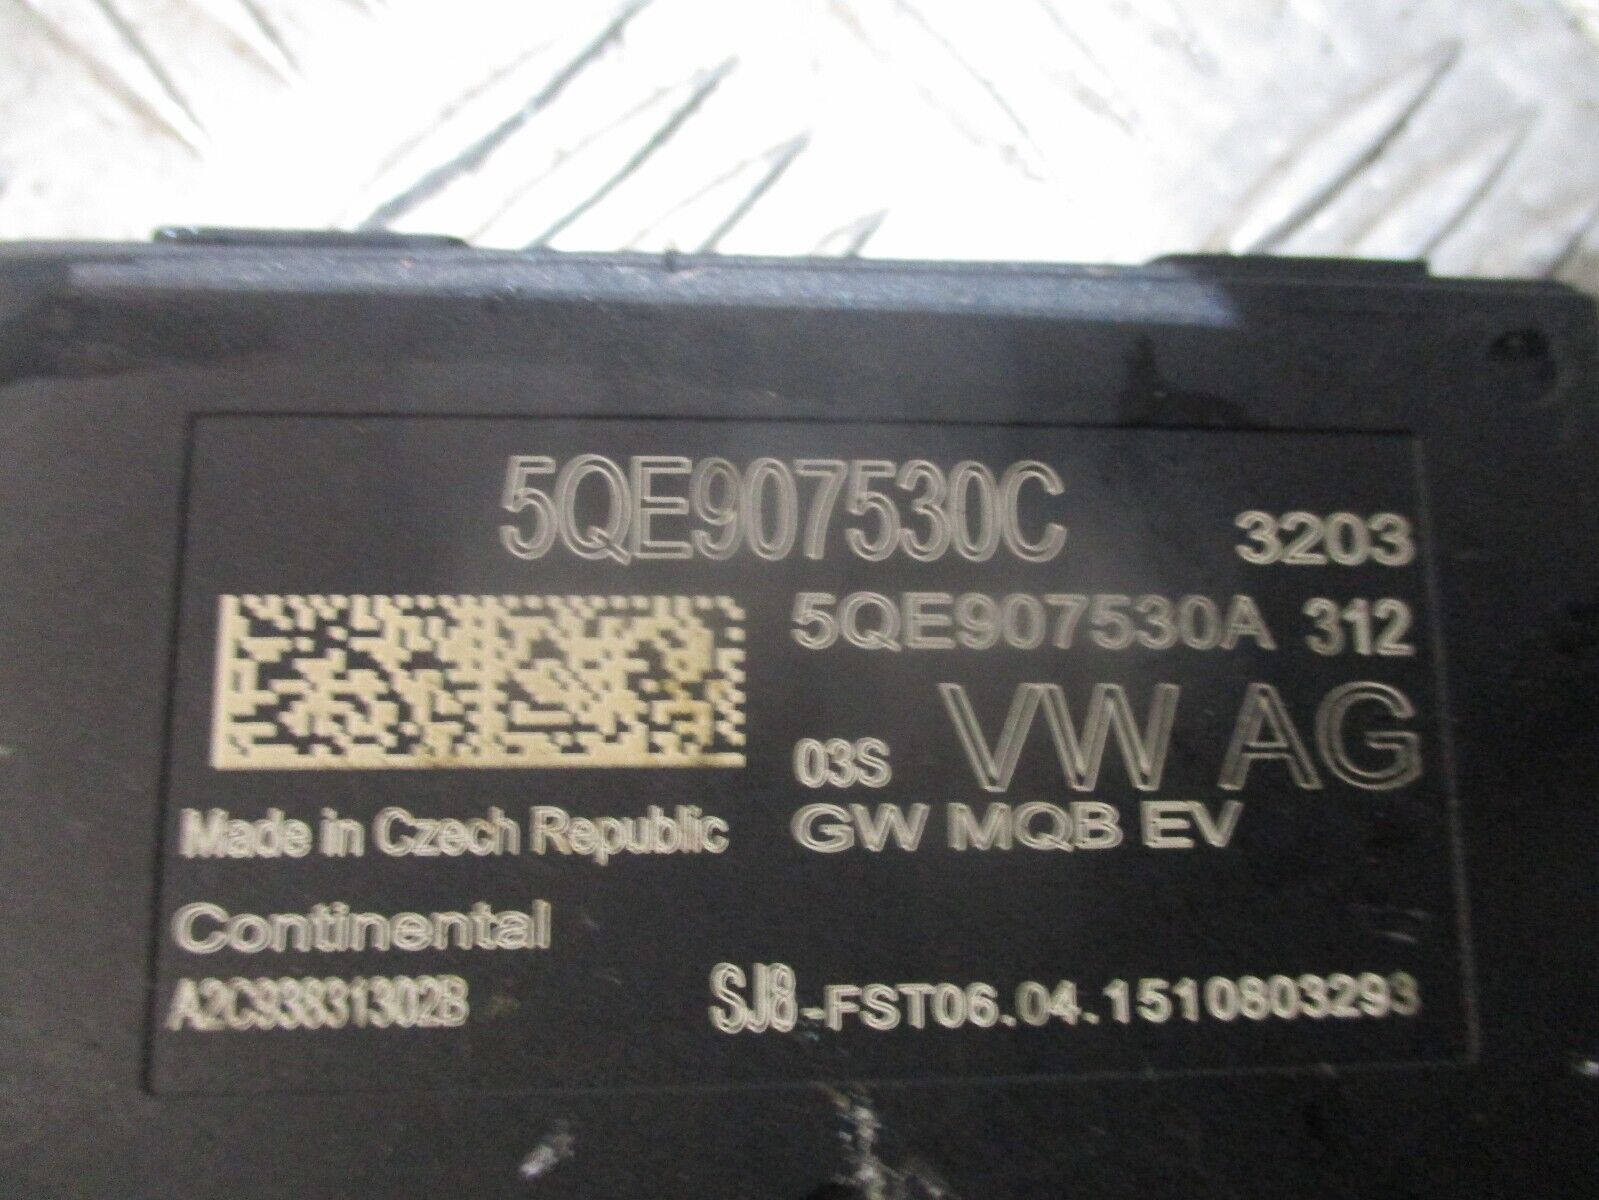 5QE907530C
3203
5QE907530A 312
03S VW AG
GW MQB EV
Made in Czech Republic
Continental
A2C93831302B
SJ8-FST06.04.1510803293